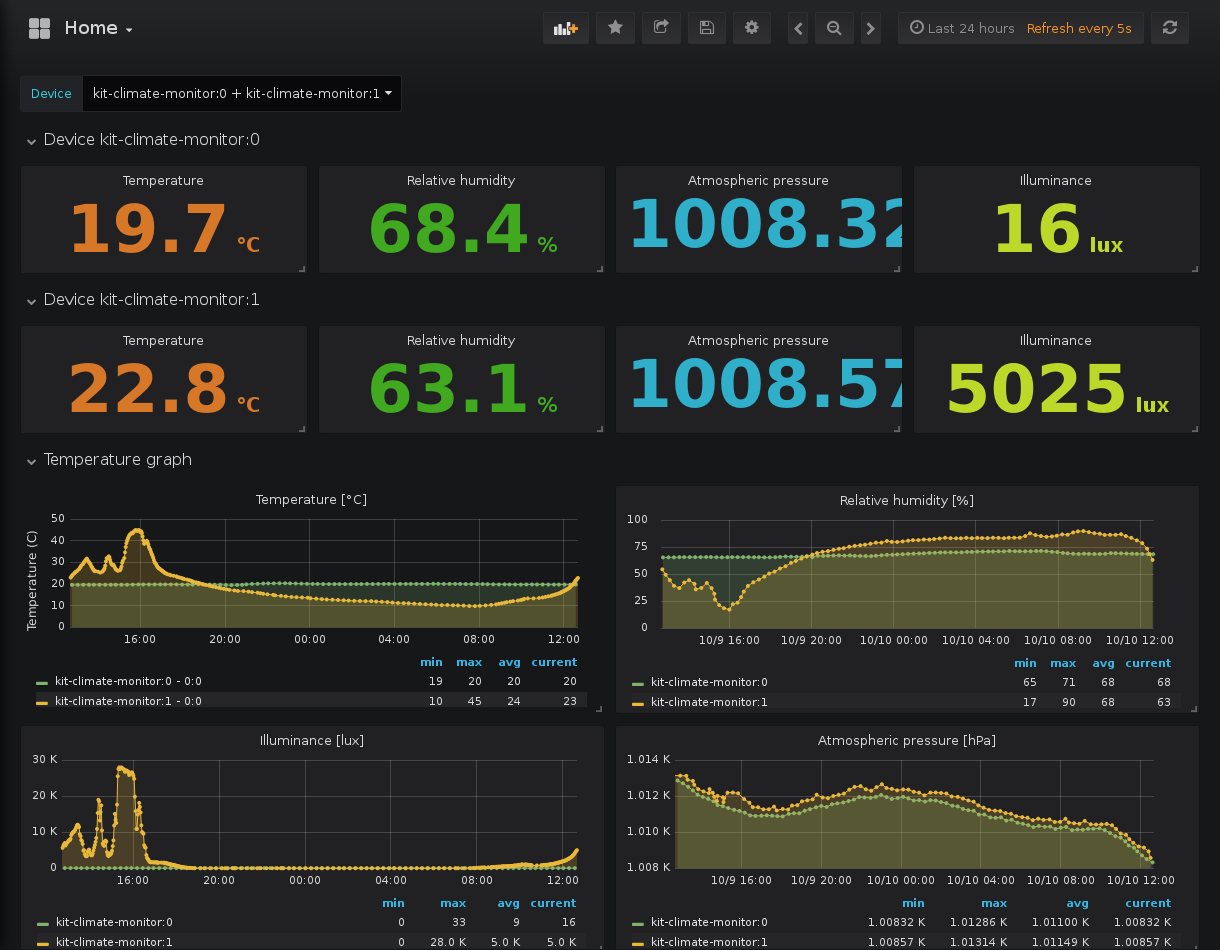 Home
Last 24 hours Refresh every 5s
Device kit-climate-monitor:0 + kit-climate-monitor:1
Device kit-climate-monitor:0
Temperature Relative humidity Atmospheric pressure Illuminance
19.7 °C 68.4 % 1008.32 16 lux
Device kit-climate-monitor:1
Temperature Relative humidity Atmospheric pressure Illuminance
22.8 °C 63.1 % 1008.57 5025 lux
Temperature graph
Temperature [°C]
Temperature (C)
50
40
30
20
10
0
16:00 20:00 00:00 04:00 08:00 12:00
min max avg current
kit-climate-monitor:0 - 0:0 19 20 20 20
kit-climate-monitor:1 - 0:0 10 45 24 23
Relative humidity [%]
100
75
50
25
0
10/9 16:00 10/9 20:00 10/10 00:00 10/10 04:00 10/10 08:00 10/10 12:00
min max avg current
kit-climate-monitor:0 65 71 68 68
kit-climate-monitor:1 17 90 68 63
Illuminance [lux]
30 K
20 K
10 K
0
16:00 20:00 00:00 04:00 08:00 12:00
min max avg current
kit-climate-monitor:0 0 33 9 16
kit-climate-monitor:1 0 28.0 K 5.0 K 5.0 K
Atmospheric pressure [hPa]
1.014 K
1.012 K
1.010 K
1.008 K
10/9 16:00 10/9 20:00 10/10 00:00 10/10 04:00 10/10 08:00 10/10 12:00
min max avg current
kit-climate-monitor:0 1.00832 K 1.01286 K 1.01100 K 1.00832 K
kit-climate-monitor:1 1.00857 K 1.01314 K 1.01149 K 1.00857 K